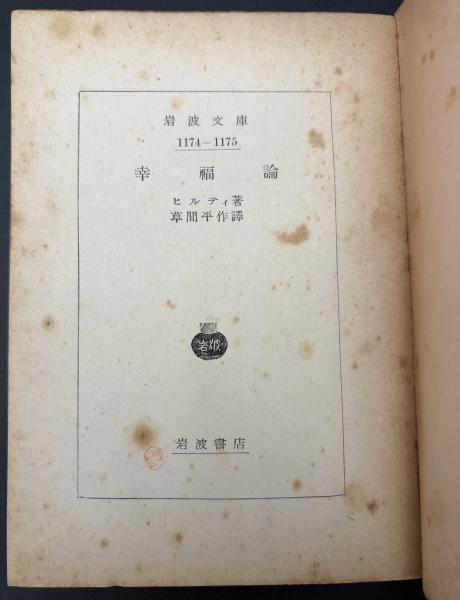 岩波文庫
1174—1175
幸福論
ヒルティ著
草間平作譯
岩波
岩波書店